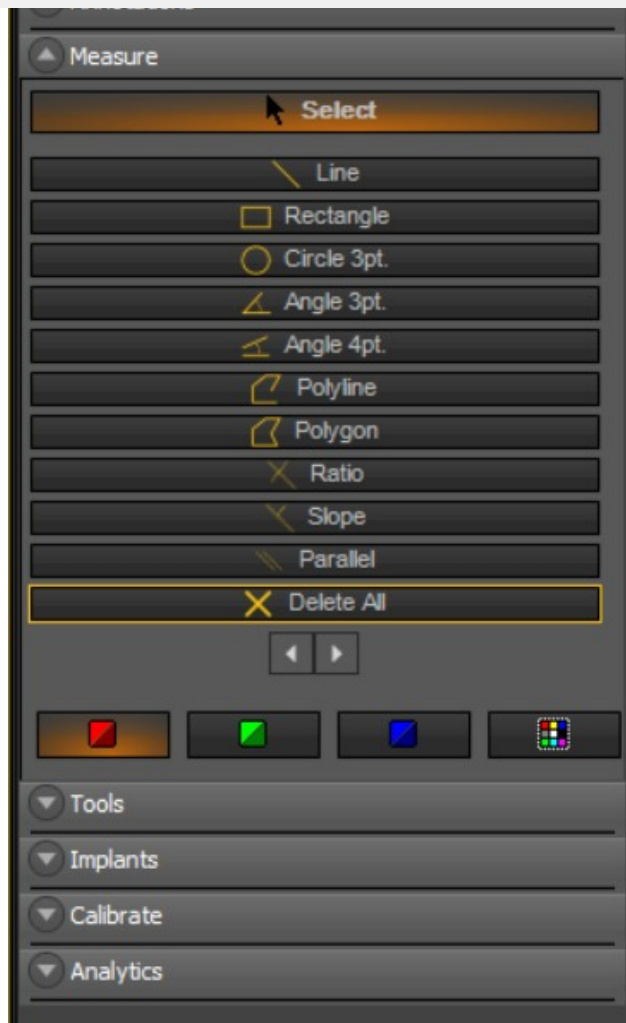 Measure
Select
Line
Rectangle
Circle 3pt.
Angle 3pt.
Angle 4pt.
Polyline
Polygon
Ratio
Slope
Parallel
Delete All
Tools
Implants
Calibrate
Analytics